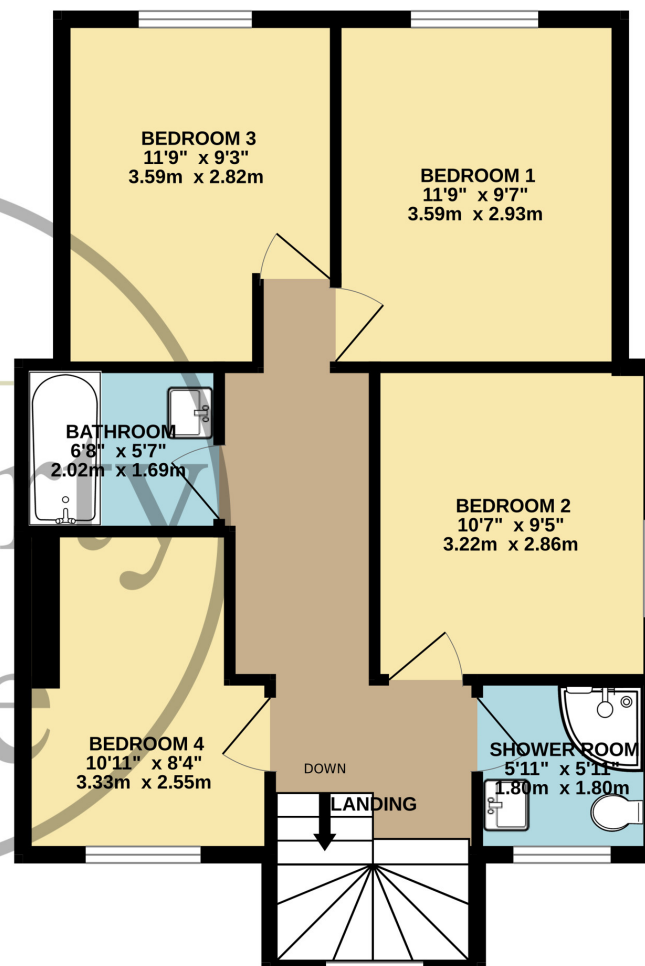 BEDROOM 3
11'9" x 9'3"
3.59m x 2.82m
BEDROOM 1
11'9" x 9'7"
3.59m x 2.93m
BATHROOM
6'8" x 5'7"
2.02m x 1.69m
BEDROOM 2
10'7" x 9'5"
3.22m x 2.86m
BEDROOM 4
10'11" x 8'4"
3.33m x 2.55m
SHOWER ROOM
5'11" x 5'11"
1.80m x 1.80m
DOWN
LANDING